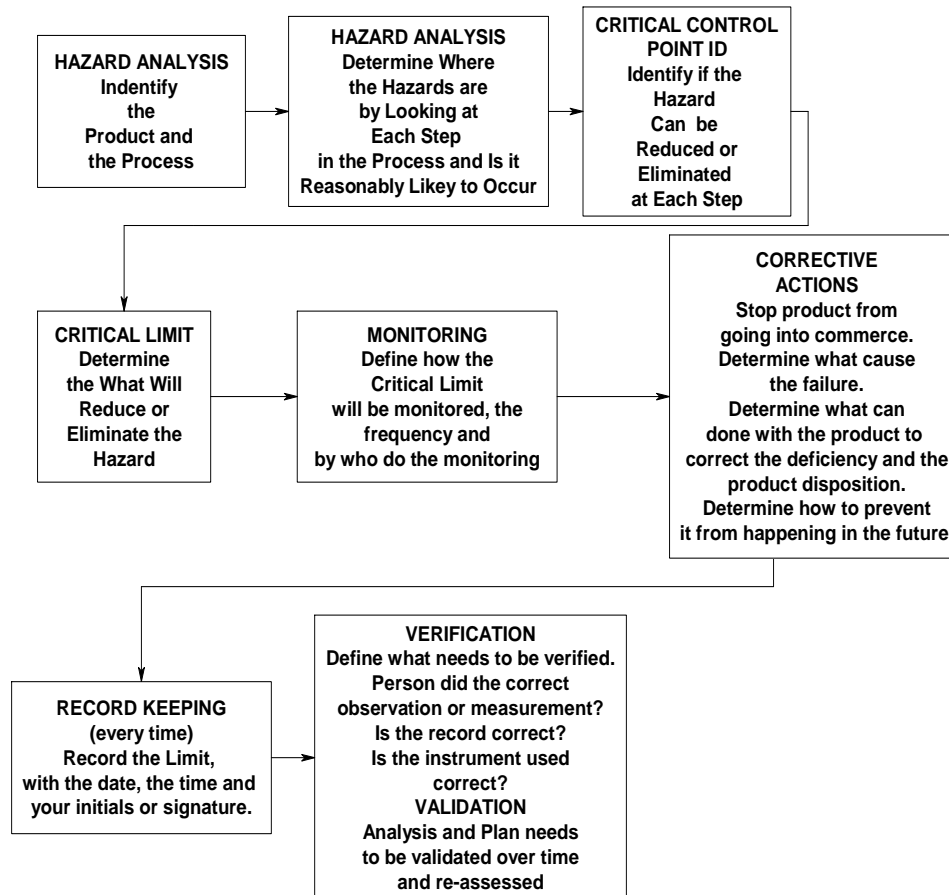 HAZARD ANALYSIS
Indentify
the
Product and
the Process
HAZARD ANALYSIS
Determine Where
the Hazards are
by Looking at
Each Step
in the Process and Is it
Reasonably Likey to Occur
CRITICAL CONTROL
POINT ID
Identify if the
Hazard
Can be
Reduced or
Eliminated
at Each Step
CRITICAL LIMIT
Determine
the What Will
Reduce or
Eliminate the
Hazard
MONITORING
Define how the
Critical Limit
will be monitored, the
frequency and
by who do the monitoring
CORRECTIVE
ACTIONS
Stop product from
going into commerce.
Determine what cause
the failure.
Determine what can
done with the product to
correct the deficiency and the
product disposition.
Determine how to prevent
it from happening in the future
RECORD KEEPING
(every time)
Record the Limit,
with the date, the time and
your initials or signature.
VERIFICATION
Define what needs to be verified.
Person did the correct
observation or measurement?
Is the record correct?
Is the instrument used
correct?
VALIDATION
Analysis and Plan needs
to be validated over time
and re-assessed